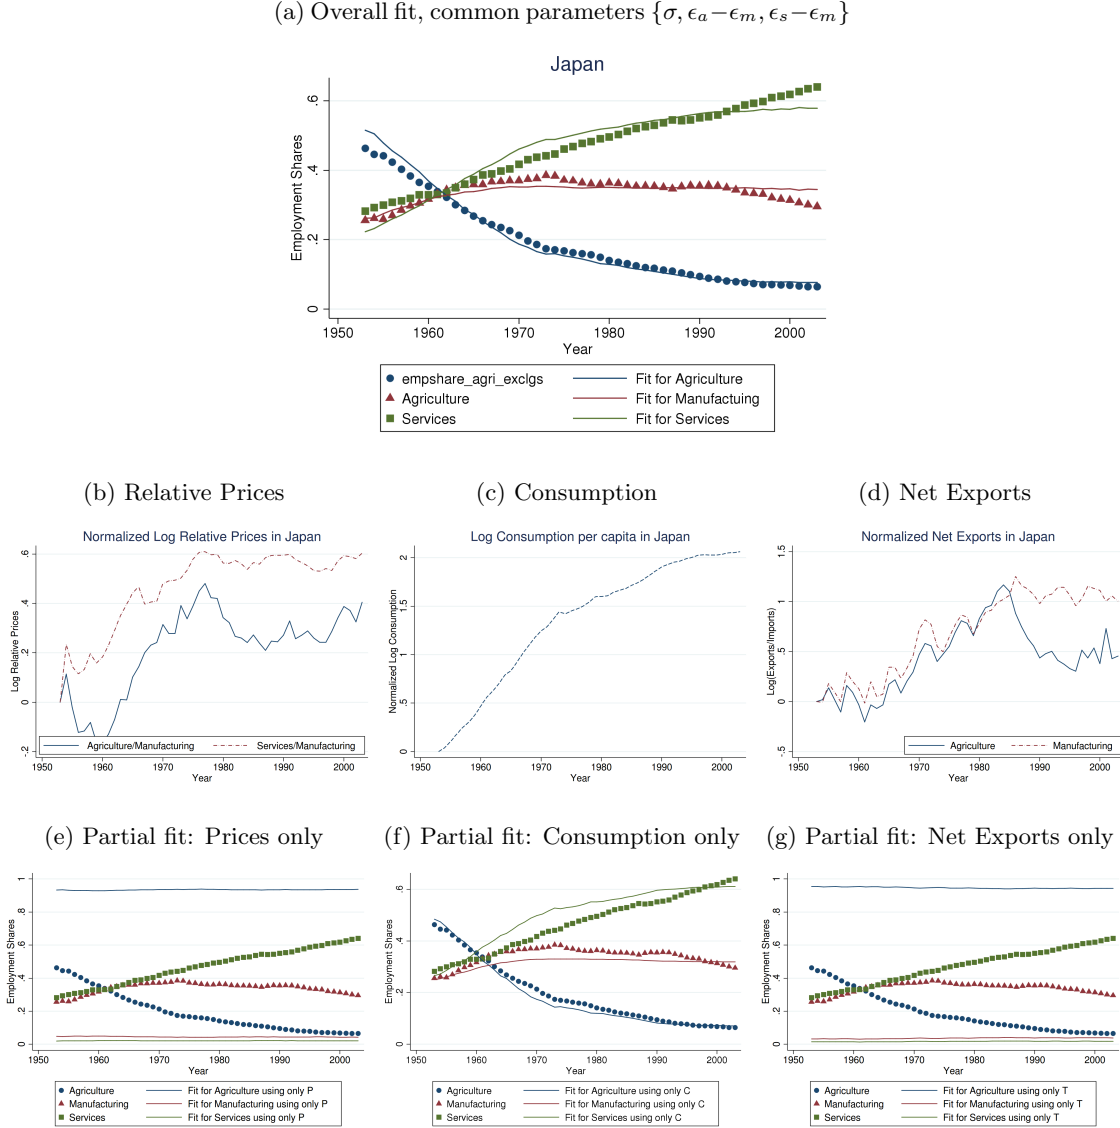 (a) Overall fit, common parameters {σ, ϵa−ϵm, ϵs−ϵm}
Japan
Employment Shares
.6
.4
.2
0
1950 1960 1970 1980 1990 2000
Year
empshare_agri_exclgs Fit for Agriculture
Agriculture Fit for Manufactuing
Services Fit for Services
(b) Relative Prices
Normalized Log Relative Prices in Japan
Log Relative Prices
.6
.4
.2
0
-.2
Agriculture/Manufacturing Services/Manufacturing
1950 1960 1970 1980 1990 2000
Year
(c) Consumption
Log Consumption per capita in Japan
Normalized Log Consumption
2
1.5
1
.5
0
1950 1960 1970 1980 1990 2000
Year
(d) Net Exports
Normalized Net Exports in Japan
Log(Exports/Imports)
1.5
1
.5
0
-.5
Agriculture Manufacturing
1950 1960 1970 1980 1990 2000
Year
(e) Partial fit: Prices only
Employment Shares
1
.8
.6
.4
.2
0
1950 1960 1970 1980 1990 2000
Year
Agriculture Fit for Agriculture using only P
Manufacturing Fit for Manufacturing using only P
Services Fit for Services using only P
(f) Partial fit: Consumption only
Employment Shares
.6
.4
.2
0
1950 1960 1970 1980 1990 2000
Year
Agriculture Fit for Agriculture using only C
Manufacturing Fit for Manufacturing using only C
Services Fit for Services using only C
(g) Partial fit: Net Exports only
Employment Shares
1
.8
.6
.4
.2
0
1950 1960 1970 1980 1990 2000
Year
Agriculture Fit for Agriculture using only T
Manufacturing Fit for Manufacturing using only T
Services Fit for Services using only T